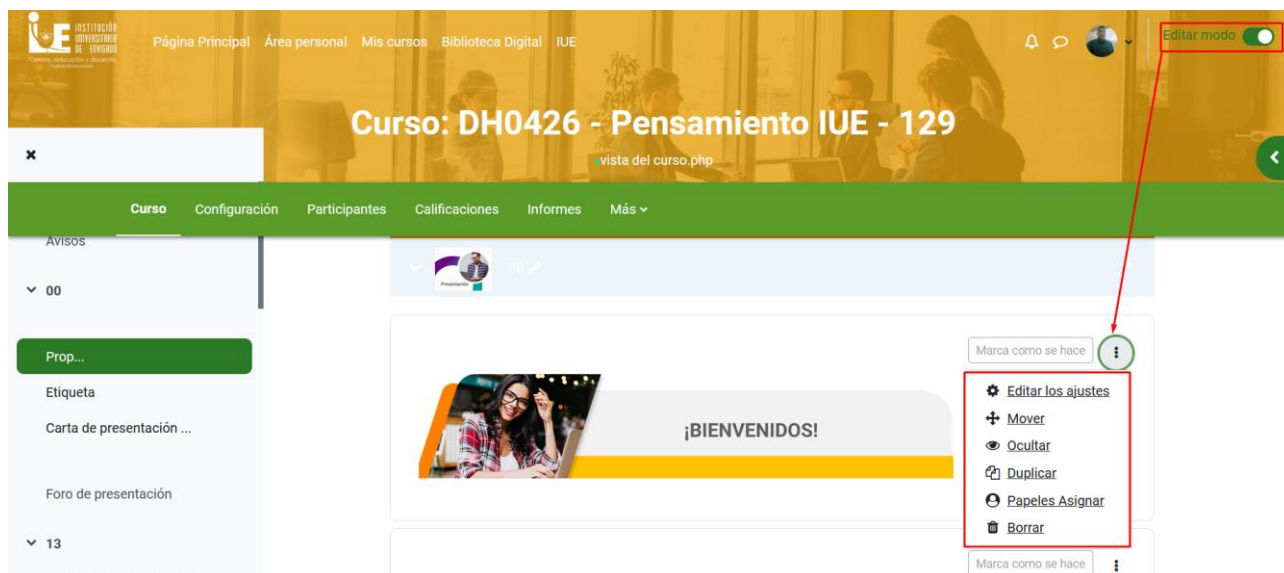 INSTITUCIÓN
UNIVERSITARIA
DE ENVIGADO
Ciencia, educación y desarrollo
Página Principal Área personal Mis cursos Biblioteca Digital IUE
Editar modo
Curso: DH0426 - Pensamiento IUE - 129
vista del curso.php
Curso Configuración Participantes Calificaciones Informes Más
Avisos
00
Prop...
Etiqueta
Carta de presentación ...
Foro de presentación
13
Presentación
00
Marca como se hace
¡BIENVENIDOS!
Editar los ajustes
Mover
Ocultar
Duplicar
Papeles Asignar
Borrar
Marca como se hace